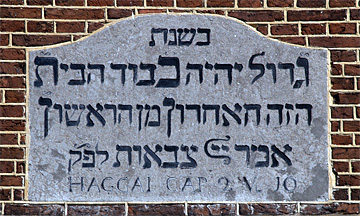 בשנת
גדול יהיה כבוד הבית
הזה האחרון מן הראשון
אמר ײ צבאות לפק
HAGGAI CAP 2 V. 10